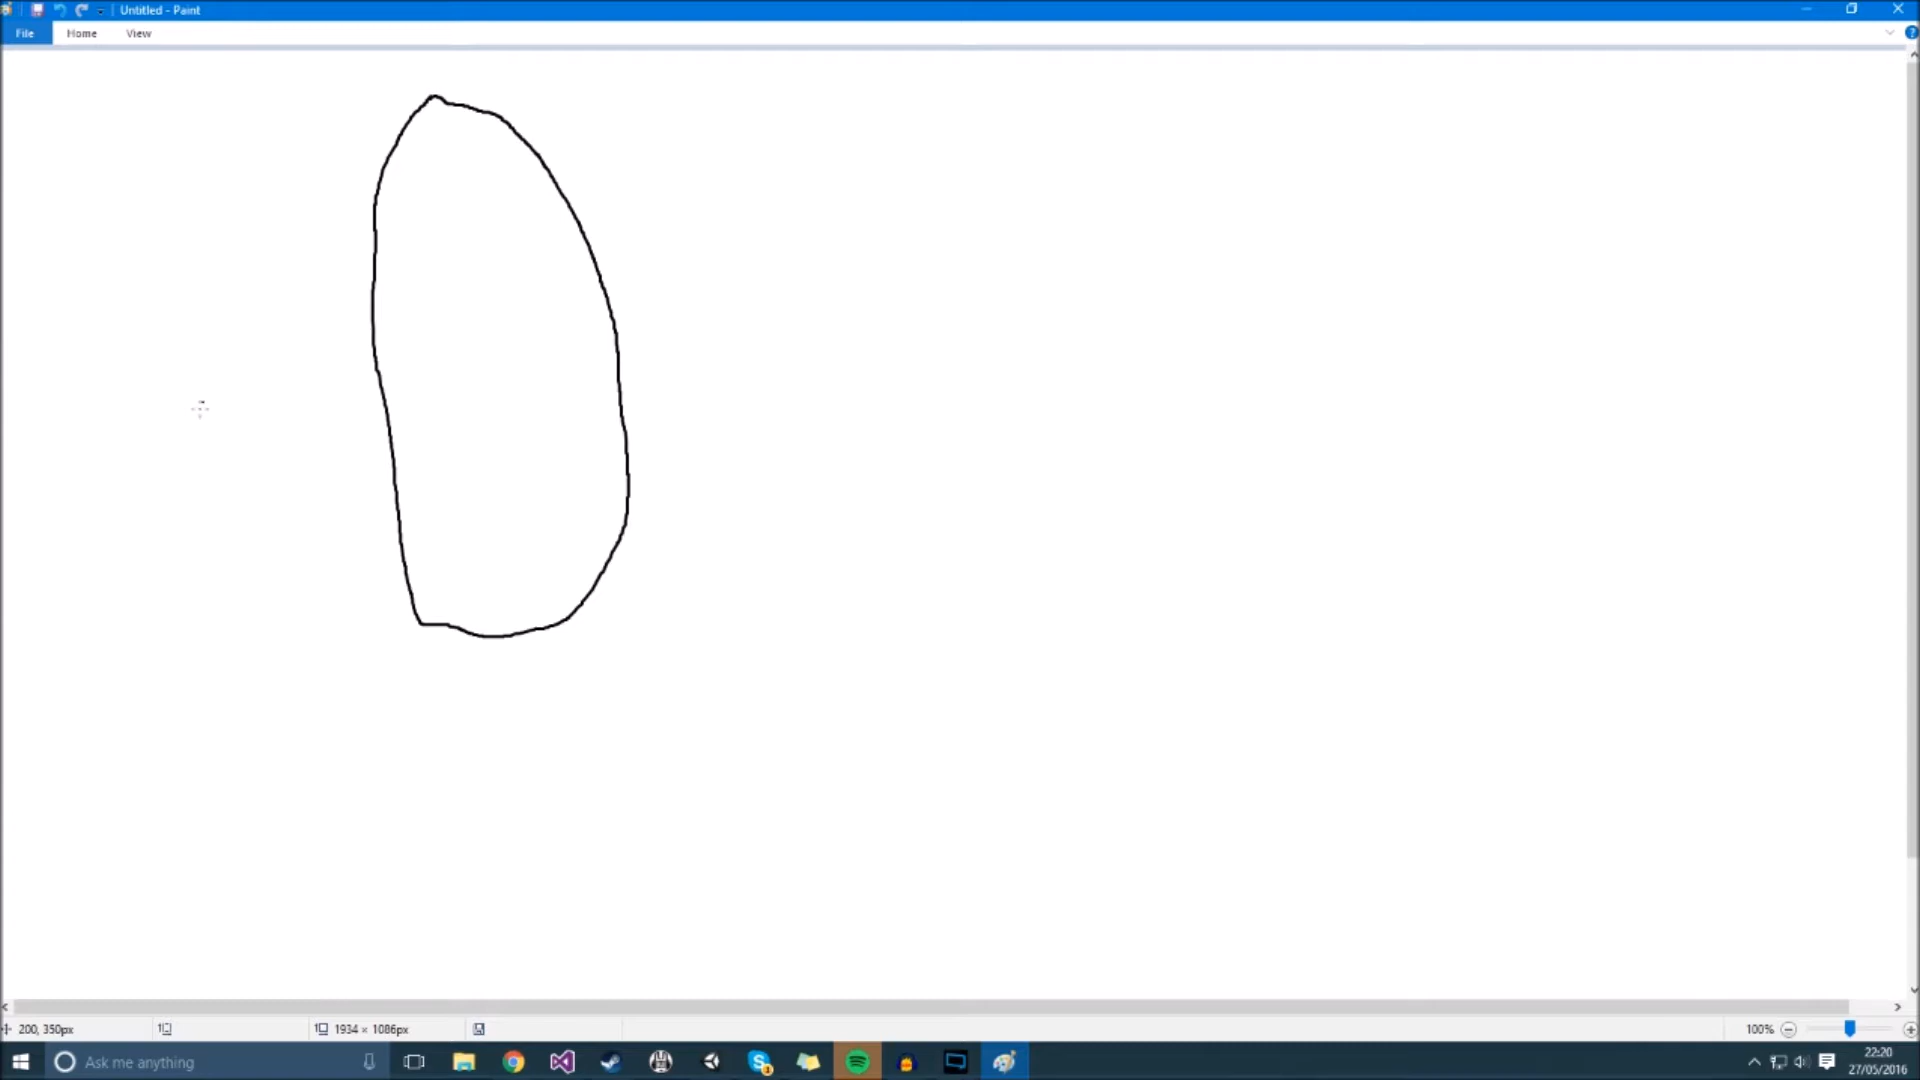 Untitled - Paint
File Home View
200, 350px 1934 × 1086px 100%
Ask me anything 22:20
27/05/2016